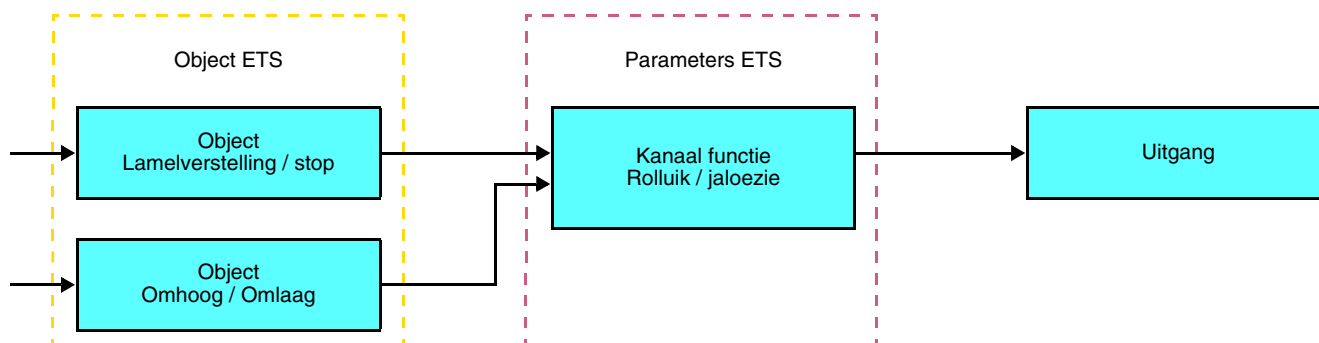 Object ETS
Parameters ETS
Object
Lamelverstelling / stop
Kanaal functie
Rolluik / jaloezie
Uitgang
Object
Omhoog / Omlaag